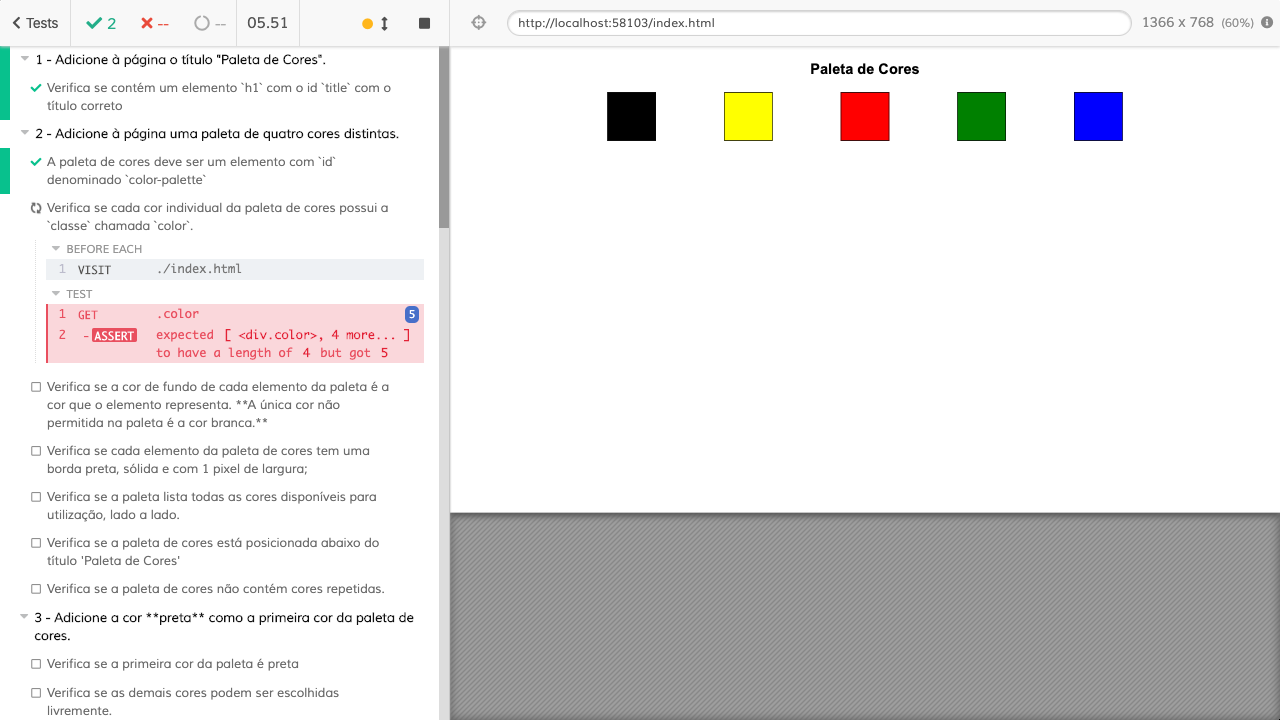 Tests
2
--
--
05.51
http://localhost:58103/index.html
1366 x 768 (60%)
1 - Adicione à página o título "Paleta de Cores".
Verifica se contém um elemento `h1` com o id `title` com o
título correto
2 - Adicione à página uma paleta de quatro cores distintas.
A paleta de cores deve ser um elemento com `id`
denominado `color-palette`
Verifica se cada cor individual da paleta de cores possui a
`classe` chamada `color`.
BEFORE EACH
1 VISIT ./index.html
TEST
1 GET .color 5
2 -ASSERT expected [ <div.color>, 4 more... ]
to have a length of 4 but got 5
Verifica se a cor de fundo de cada elemento da paleta é a
cor que o elemento representa. **A única cor não
permitida na paleta é a cor branca.**
Verifica se cada elemento da paleta de cores tem uma
borda preta, sólida e com 1 pixel de largura;
Verifica se a paleta lista todas as cores disponíveis para
utilização, lado a lado.
Verifica se a paleta de cores está posicionada abaixo do
título 'Paleta de Cores'
Verifica se a paleta de cores não contém cores repetidas.
3 - Adicione a cor **preta** como a primeira cor da paleta de
cores.
Verifica se a primeira cor da paleta é preta
Verifica se as demais cores podem ser escolhidas
livremente.
Paleta de Cores